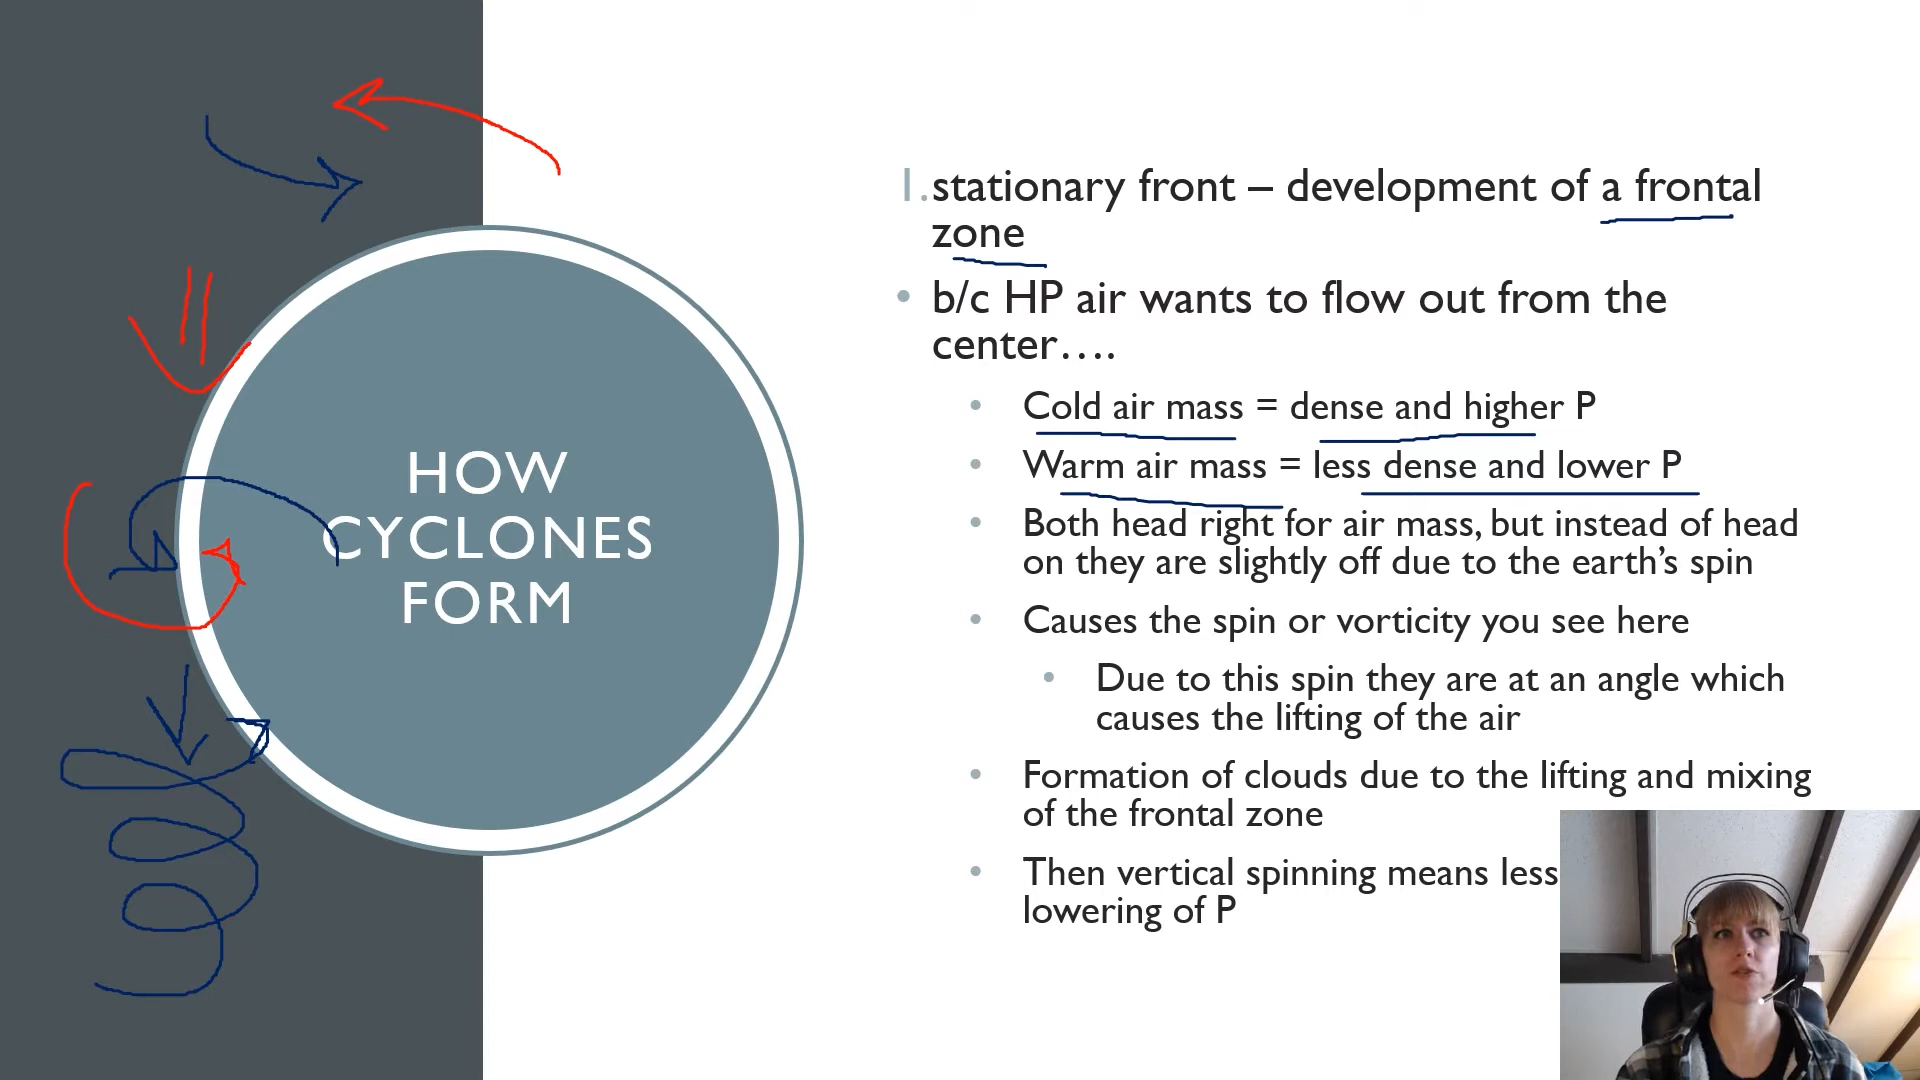 HOW
CYCLONES
FORM
1. stationary front – development of a frontal
zone
• b/c HP air wants to flow out from the
center….
• Cold air mass = dense and higher P
• Warm air mass = less dense and lower P
• Both head right for air mass, but instead of head
on they are slightly off due to the earth’s spin
• Causes the spin or vorticity you see here
• Due to this spin they are at an angle which
causes the lifting of the air
• Formation of clouds due to the lifting and mixing
of the frontal zone
• Then vertical spinning means less
lowering of P